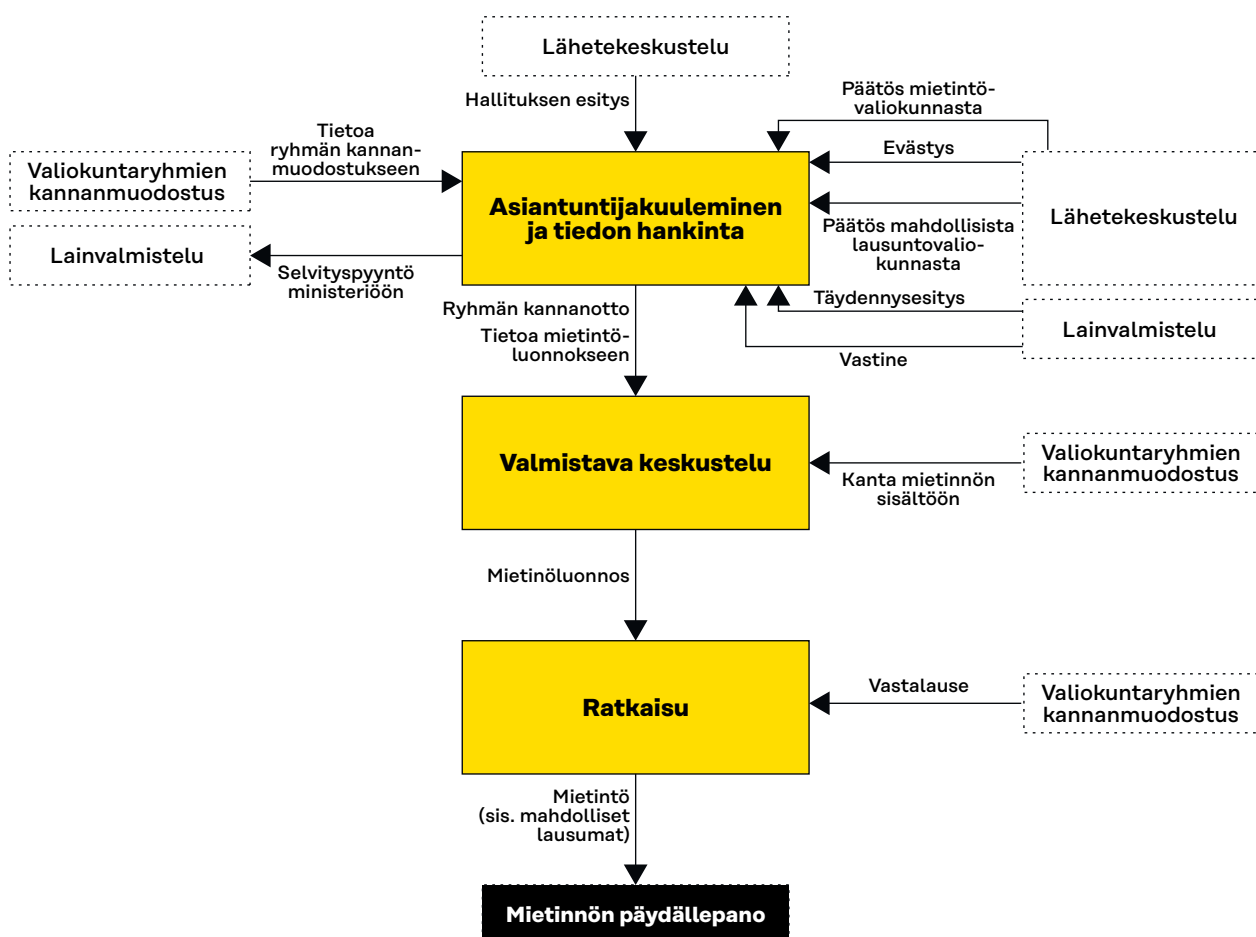 Lähetekeskustelu
Hallituksen esitys
Päätös mietintö-
valiokunnasta
Tietoa
ryhmän kannan-
muodostukseen
Valiokuntaryhmien
kannanmuodostus
Evästys
Asiantuntijakuuleminen
ja tiedon hankinta
Lähetekeskustelu
Päätös mahdollisista
lausuntovalio-
kunnasta
Lainvalmistelu
Selvityspyyntö
ministeriöön
Ryhmän kannanotto
Täydennysesitys
Lainvalmistelu
Tietoa mietintö-
luonnokseen
Vastine
Valmistava keskustelu
Valiokuntaryhmien
kannanmuodostus
Kanta mietinnön
sisältöön
Mietinöluonnos
Ratkaisu
Vastalause
Valiokuntaryhmien
kannanmuodostus
Mietintö
(sis. mahdolliset
lausumat)
Mietinnön päydällepano